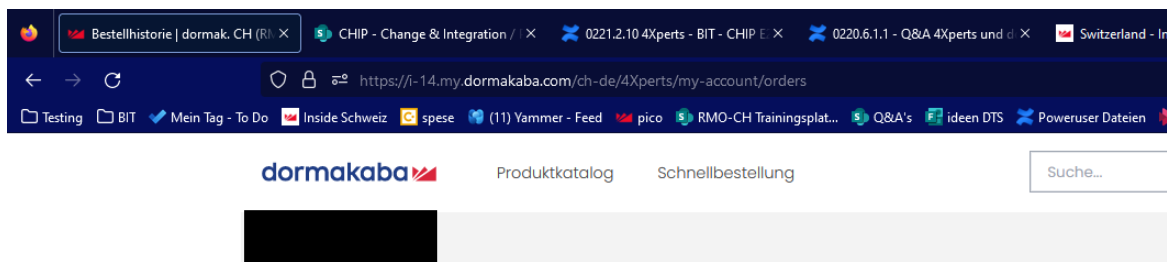 Bestellhistorie | dormak. CH (RM
CHIP - Change & Integration /
0221.2.10 4Xperts - BIT - CHIP E
0220.6.1.1 - Q&A 4Xperts und d
Switzerland - In
https://i-14.my.dormakaba.com/ch-de/4Xperts/my-account/orders
Testing BIT Mein Tag - To Do Inside Schweiz spese (11) Yammer - Feed pico RMO-CH Trainingsplat... Q&A's ideen DTS Poweruser Dateien
dormakaba Produktkatalog Schnellbestellung Suche...